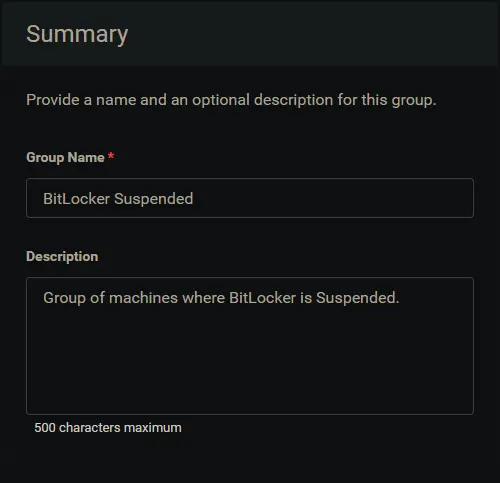 Summary
Provide a name and an optional description for this group.
Group Name *
BitLocker Suspended
Description
Group of machines where BitLocker is Suspended.
500 characters maximum